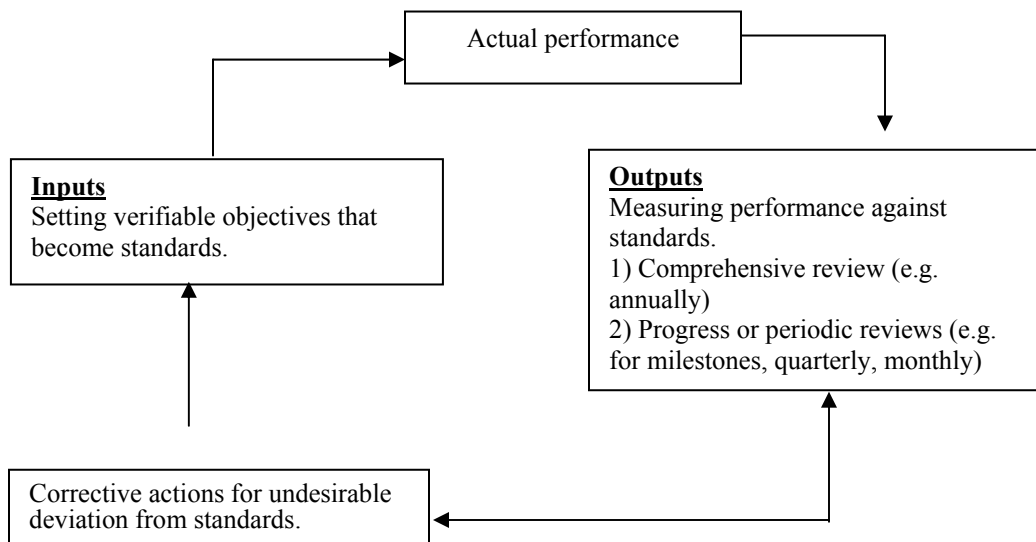 Actual performance
Inputs
Setting verifiable objectives that
become standards.
Outputs
Measuring performance against
standards.
1) Comprehensive review (e.g.
annually)
2) Progress or periodic reviews (e.g.
for milestones, quarterly, monthly)
Corrective actions for undesirable
deviation from standards.